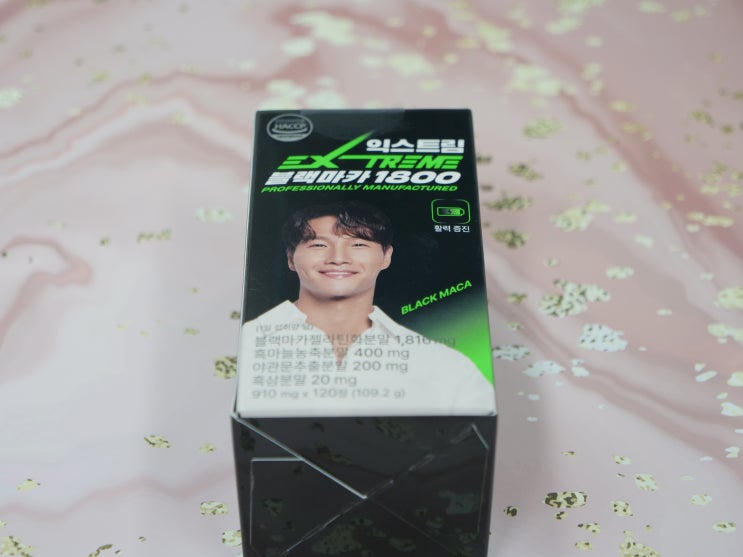 HACCP
익스트림
EXTREME
블랙마카 1800
PROFESSIONALLY MANUFACTURED
활력 증진
BLACK MACA
(1일 섭취량 당)
블랙마카젤라틴화분말 1,816 mg
흑마늘농축분말 400 mg
야관문추출분말 200 mg
흑삼분말 20 mg
910 mg x 120정 (109.2 g)